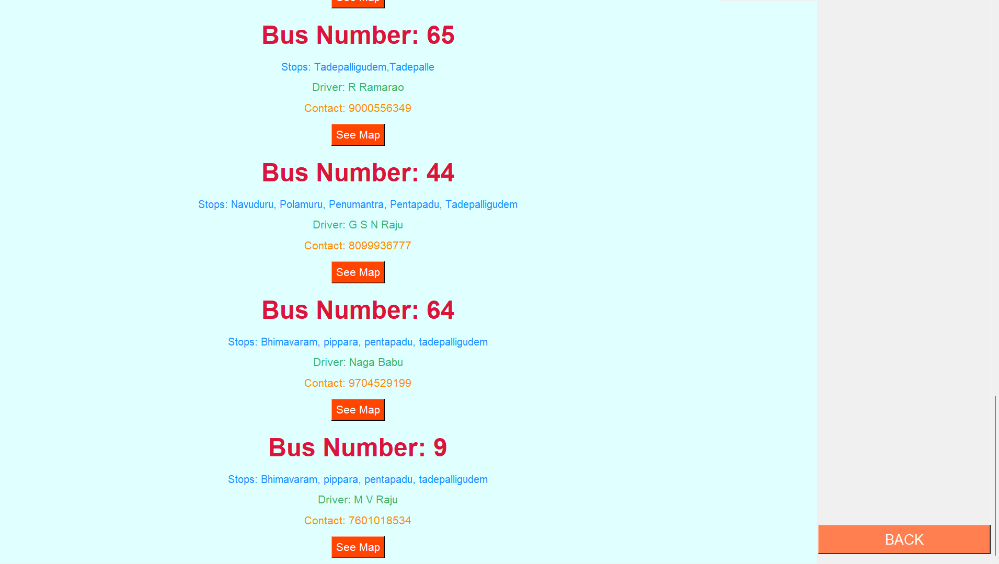 See Map
Bus Number: 65
Stops: Tadepalligudem,Tadepalle
Driver: R Ramarao
Contact: 9000556349
See Map
Bus Number: 44
Stops: Navuduru, Polamuru, Penumantra, Pentapadu, Tadepalligudem
Driver: G S N Raju
Contact: 8099936777
See Map
Bus Number: 64
Stops: Bhimavaram, pippara, pentapadu, tadepalligudem
Driver: Naga Babu
Contact: 9704529199
See Map
Bus Number: 9
Stops: Bhimavaram, pippara, pentapadu, tadepalligudem
Driver: M V Raju
Contact: 7601018534
BACK
See Map